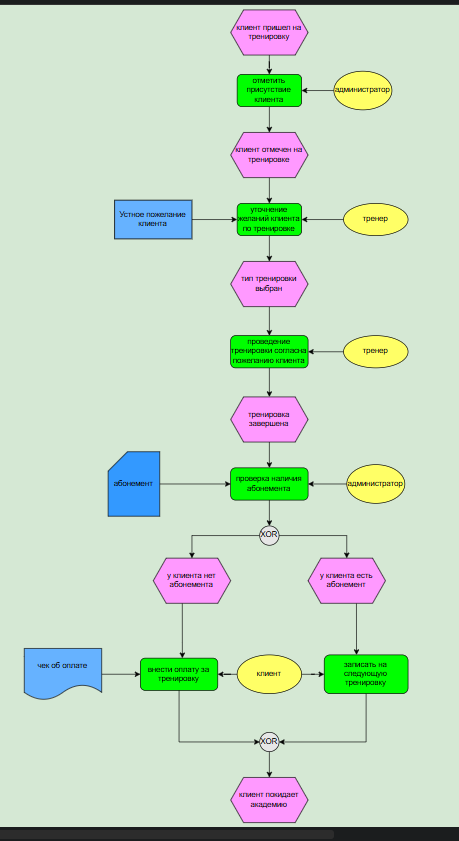 клиент пришел на
тренировку
отметить
присутствие
клиента
администратор
клиент отмечен на
тренировке
Устное пожелание
клиента
уточнение
желаний клиента
по тренировке
тренер
тип тренировки
выбран
проведение
тренировки согласна
пожеланию клиента
тренер
тренировка
завершена
абонемент
проверка наличия
абонемента
администратор
XOR
у клиента нет
абонемента
у клиента есть
абонемент
чек об оплате
внести оплату за
тренировку
клиент
записать на
следующую
тренировку
XOR
клиент покидает
академию